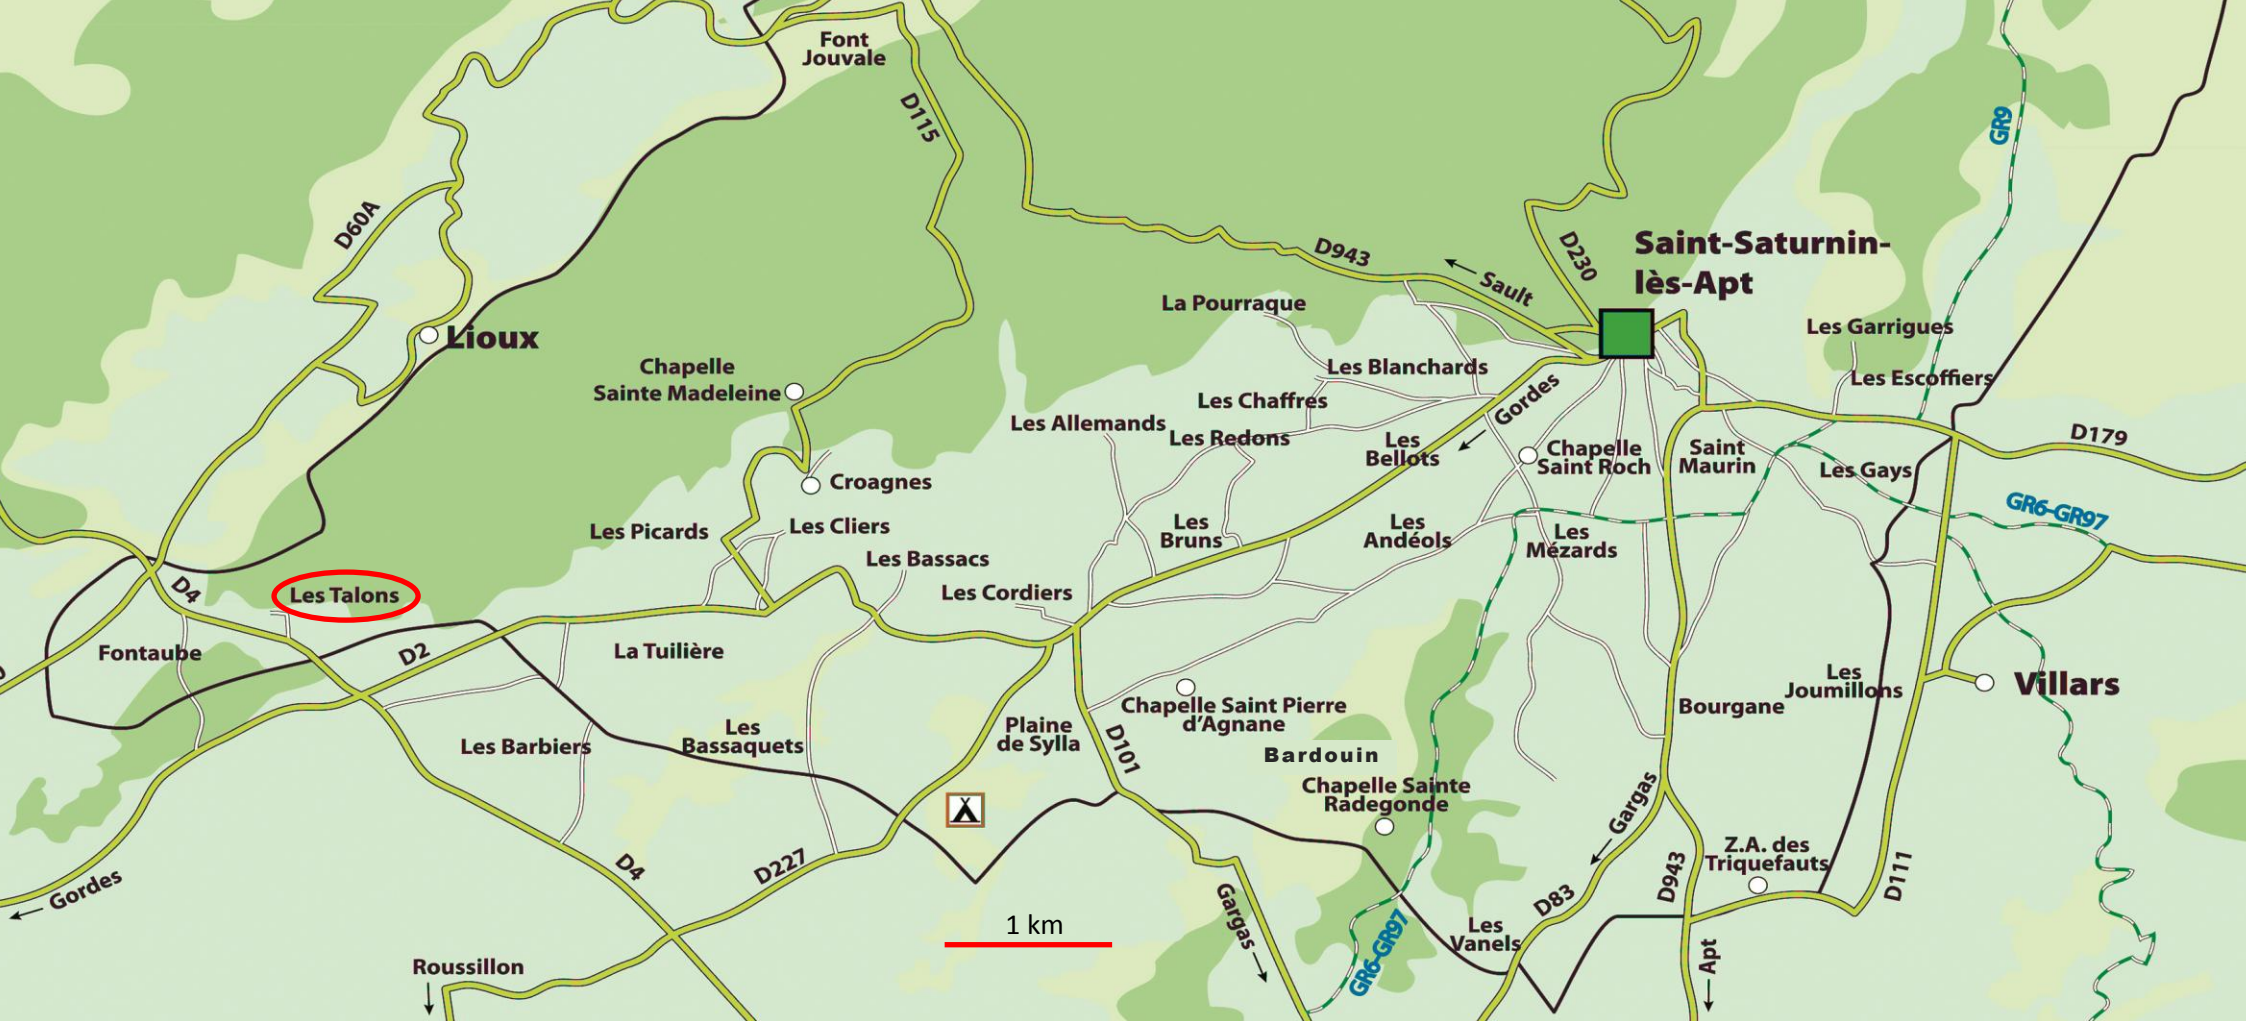 Font
Jouvale
D115
GR9
D60A
D943
Sault
D230
Saint-Saturnin-
lès-Apt
La Pourraque
Lioux
Les Garrigues
Chapelle
Sainte Madeleine
Les Blanchards
Les Escoffiers
Gordes
Les Chaffres
Les Allemands
Les Redons
Les
Bellots
Chapelle
Saint Roch
Saint
Maurin
D179
Les Gays
Croagnes
GR6-GR97
Les Picards
Les Cliers
Les
Bruns
Les
Andéols
Les
Mézards
Les Bassacs
D4
Les Talons
Les Cordiers
Fontaube
D2
La Tuilière
Les
Joumillons
Villars
Chapelle Saint Pierre
d'Agnane
Bourgane
Les Barbiers
Les
Bassaquets
Plaine
de Sylla
D101
Bardouin
Chapelle Sainte
Radegonde
Gargas
Z.A. des
Triquefauts
D4
D227
D943
D111
Gordes
D83
1 km
Gargas
GR6-GR97
Les
Vanels
Apt
Roussillon